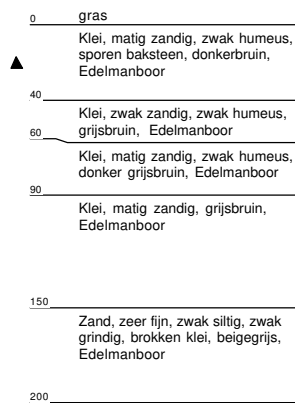 0 gras
Klei, matig zandig, zwak humeus,
sporen baksteen, donkerbruin,
Edelmanboor
40
Klei, zwak zandig, zwak humeus,
grijsbruin, Edelmanboor
60
Klei, matig zandig, zwak humeus,
donker grijsbruin, Edelmanboor
90
Klei, matig zandig, grijsbruin,
Edelmanboor
150
Zand, zeer fijn, zwak siltig, zwak
grindig, brokken klei, beigegrijs,
Edelmanboor
200